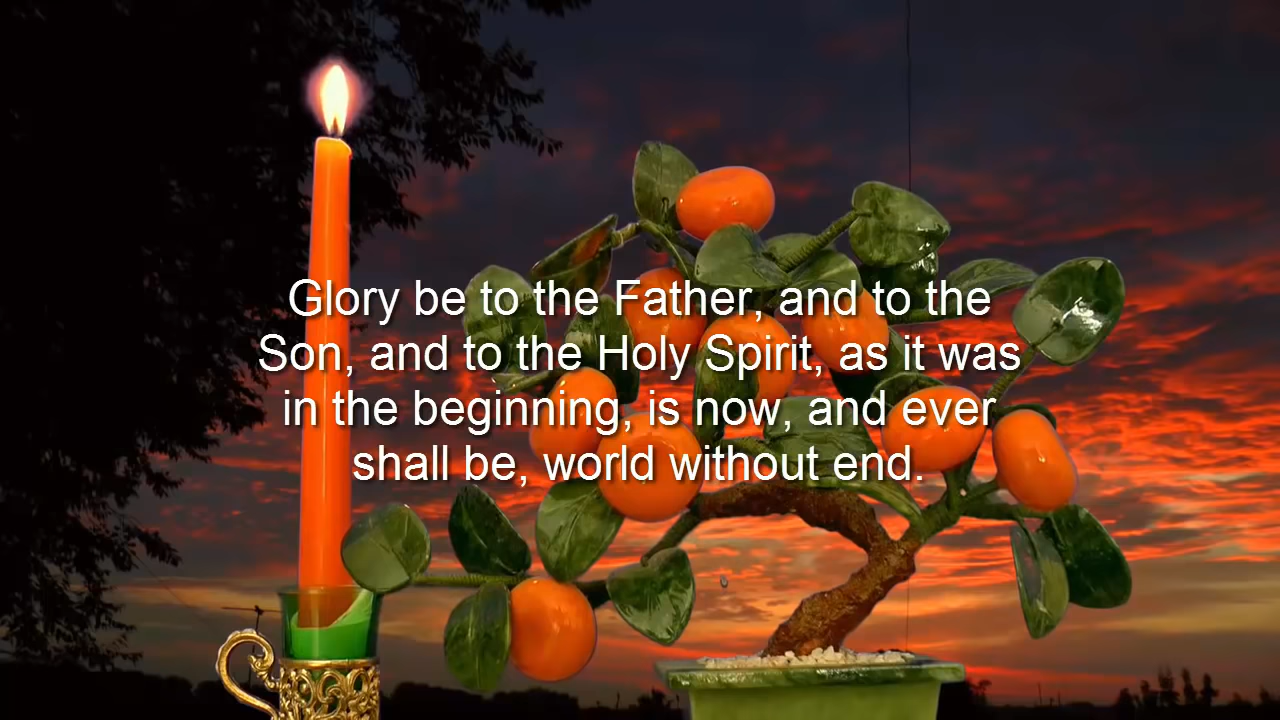 Glory be to the Father, and to the
Son, and to the Holy Spirit, as it was
in the beginning, is now, and ever
shall be, world without end.